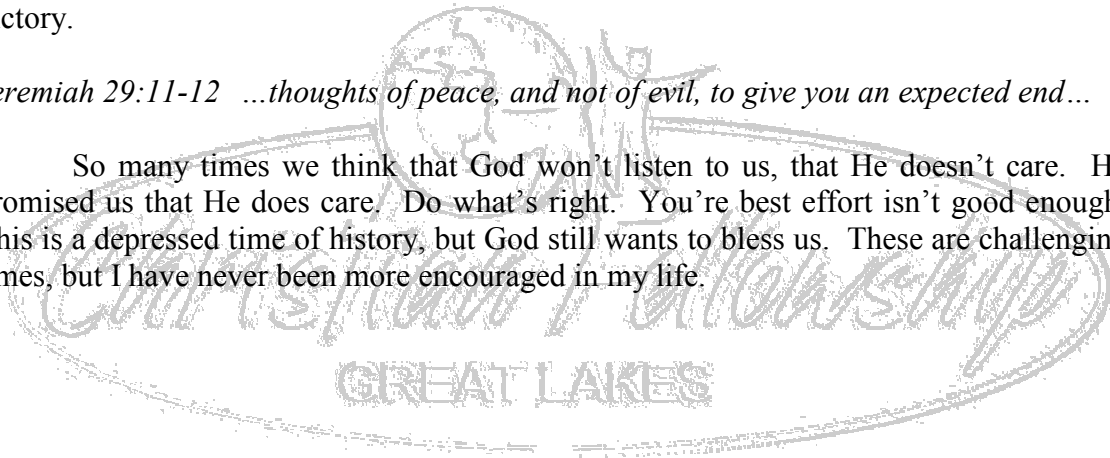 ctory.
eremiah 29:11-12 …thoughts of peace, and not of evil, to give you an expected end…
So many times we think that God won’t listen to us, that He doesn’t care. H
romised us that He does care. Do what’s right. You’re best effort isn’t good enough
his is a depressed time of history, but God still wants to bless us. These are challengin
mes, but I have never been more encouraged in my life.
Christian Fellowship
GREAT LAKES